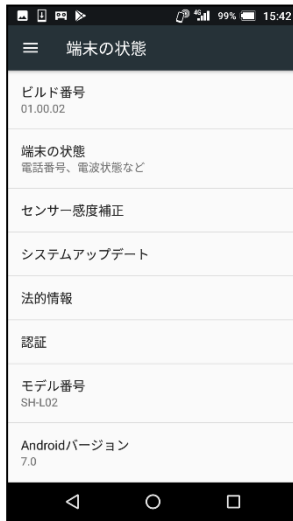 4G 99% 15:42
端末の状態
ビルド番号
01.00.02
端末の状態
電話番号、電波状態など
センサー感度補正
システムアップデート
法的情報
認証
モデル番号
SH-L02
Androidバージョン
7.0